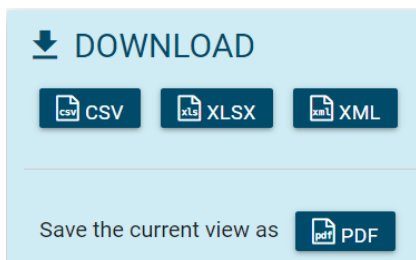 DOWNLOAD
csv CSV xls XLSX xml XML
Save the current view as pdf PDF